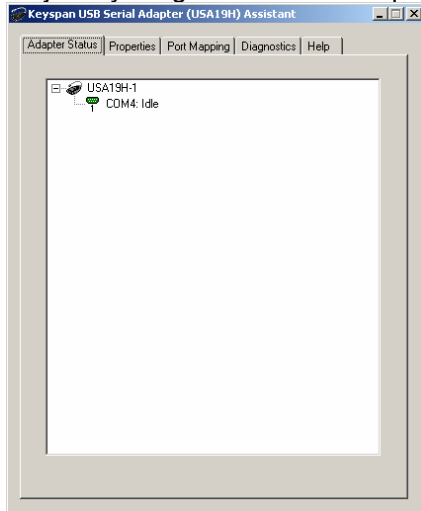 Keyspan USB Serial Adapter (USA19H) Assistant
Adapter Status Properties Port Mapping Diagnostics Help
USA19H-1
COM4: Idle